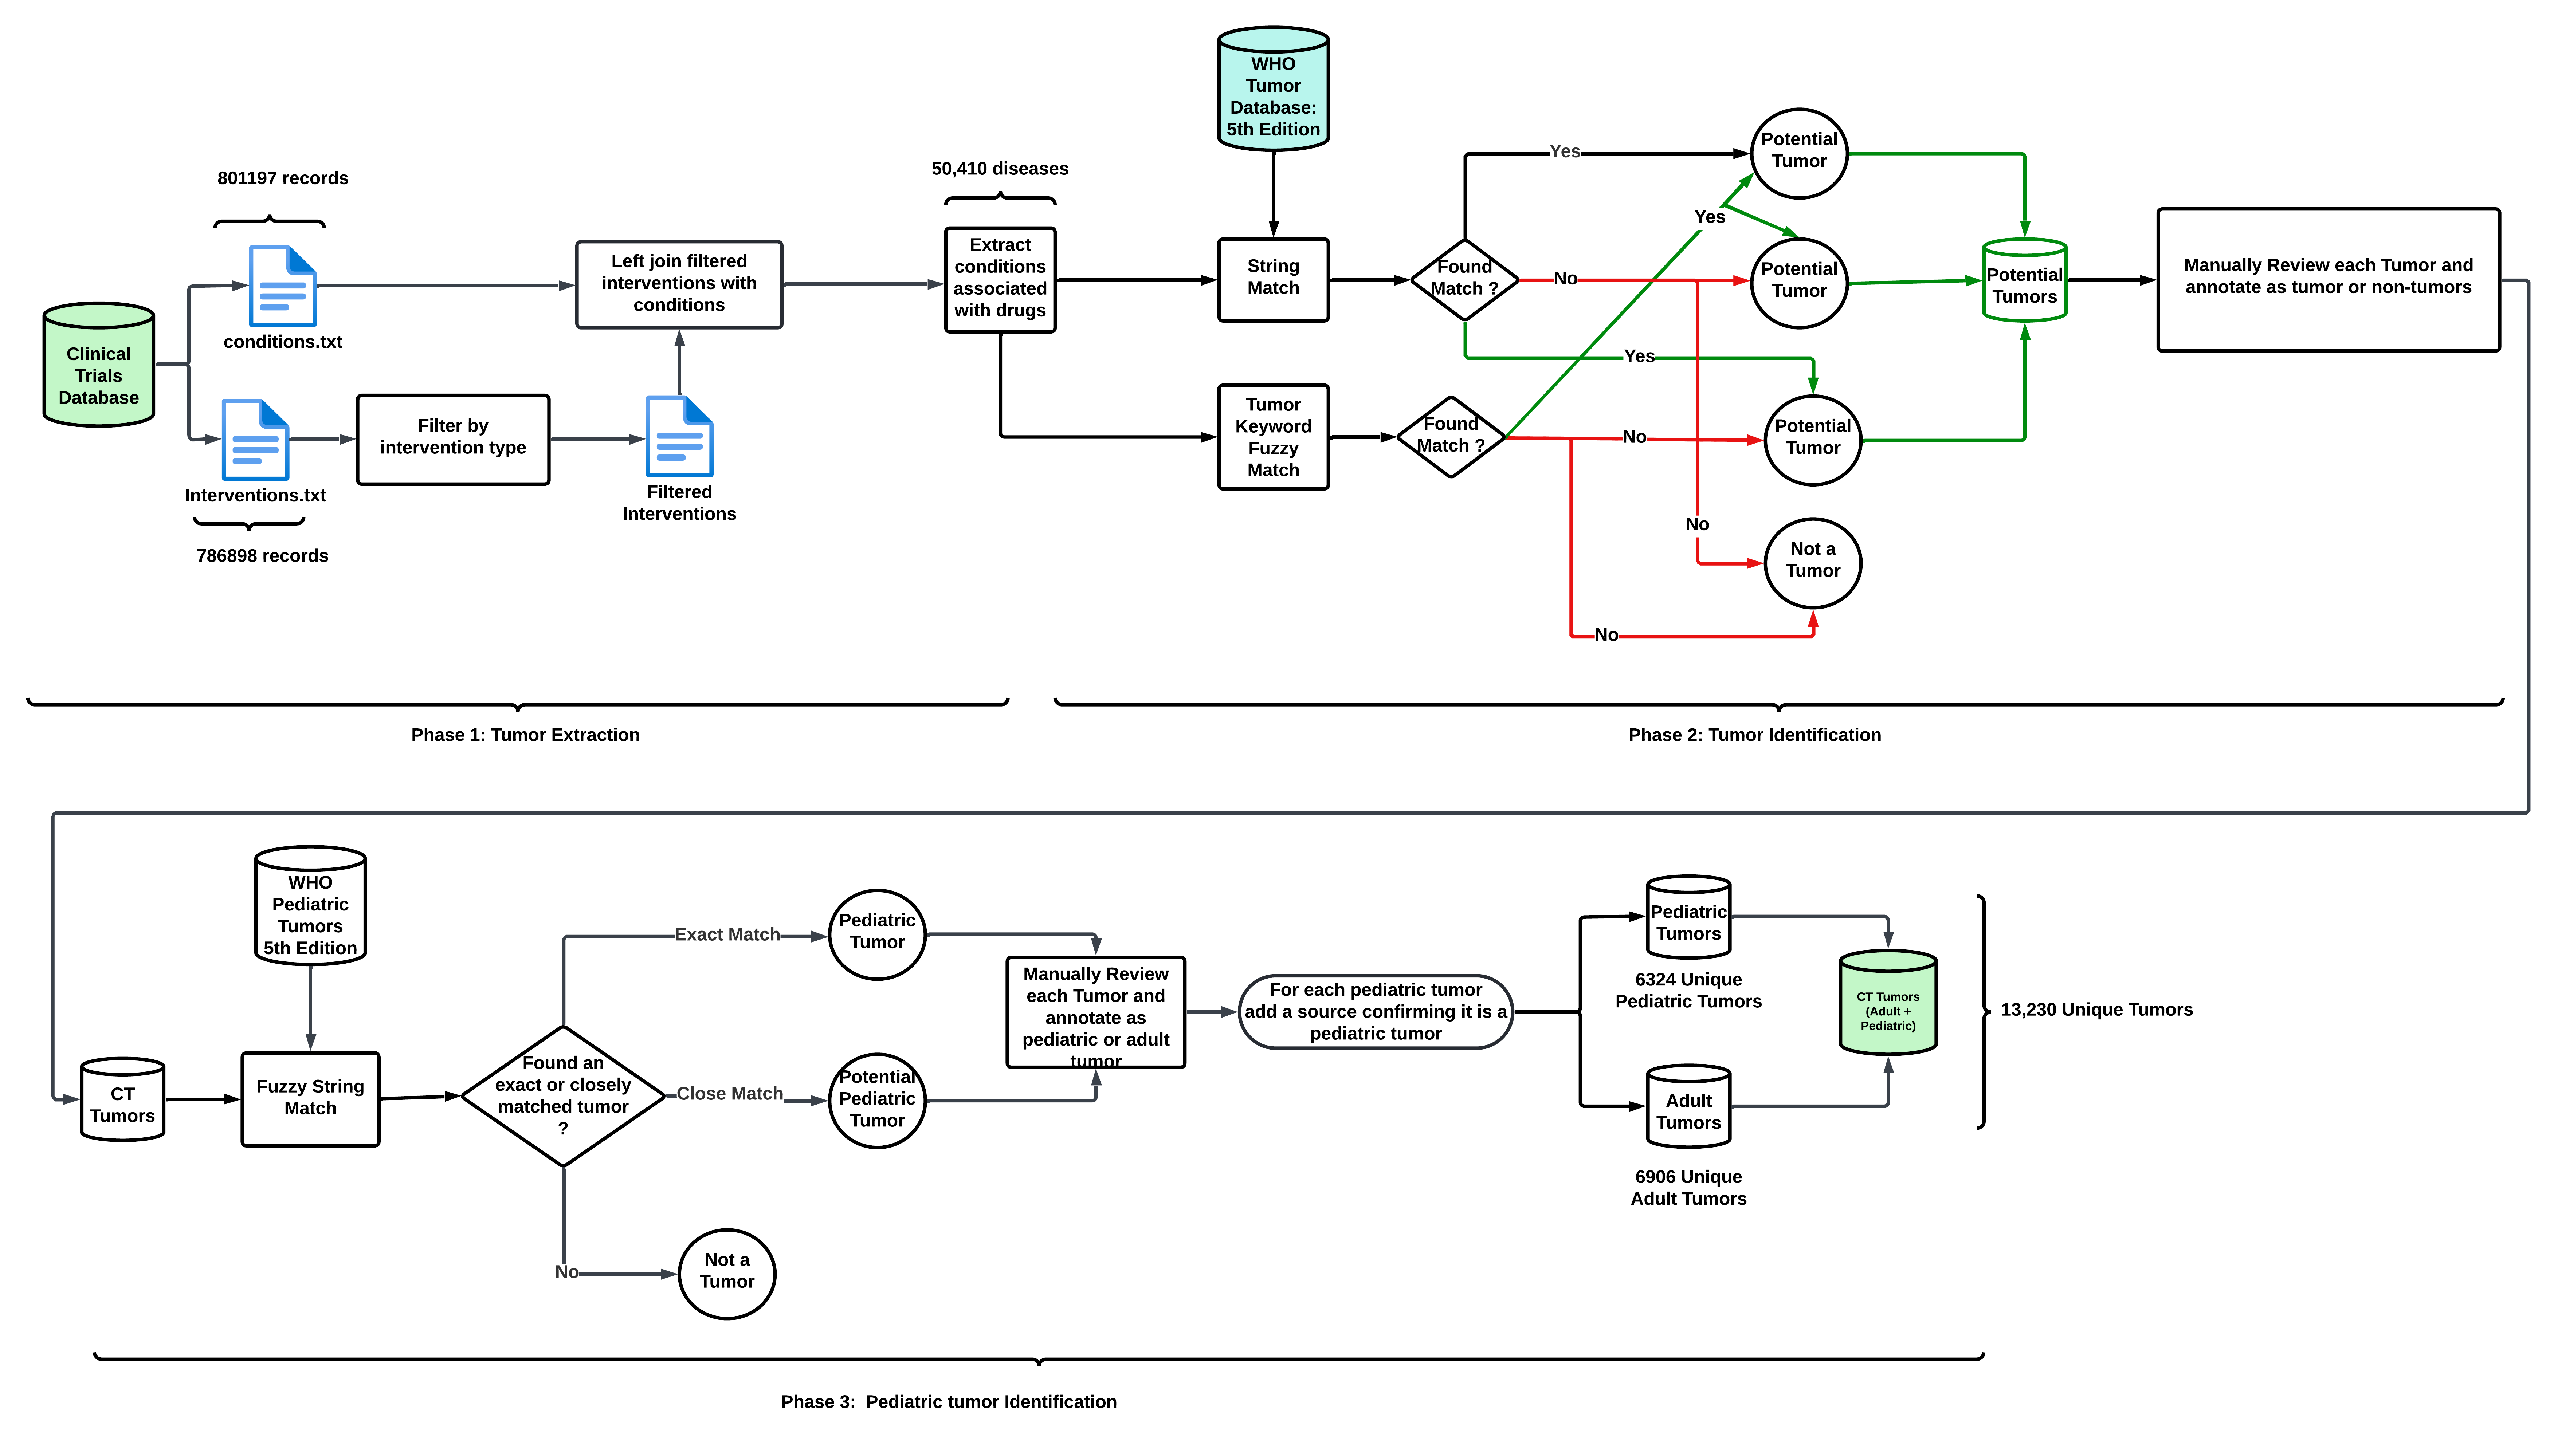 WHO
Tumor
Database:
5th Edition
801197 records
conditions.txt
Clinical
Trials
Database
Interventions.txt
786898 records
Filter by
intervention type
Filtered
Interventions
Left join filtered
interventions with
conditions
50,410 diseases
Extract
conditions
associated
with drugs
String
Match
Tumor
Keyword
Fuzzy
Match
Found
Match ?
Found
Match ?
Yes
Yes
No
Yes
No
No
No
Potential
Tumor
Potential
Tumor
Potential
Tumor
Not a
Tumor
Potential
Tumors
Manually Review each Tumor and
annotate as tumor or non-tumors
Phase 1: Tumor Extraction
Phase 2: Tumor Identification
WHO
Pediatric
Tumors
5th Edition
CT
Tumors
Fuzzy String
Match
Found an
exact or closely
matched tumor
?
Exact Match
Close Match
No
Pediatric
Tumor
Potential
Pediatric
Tumor
Not a
Tumor
Manually Review
each Tumor and
annotate as
pediatric or adult
tumor
For each pediatric tumor
add a source confirming it is a
pediatric tumor
Pediatric
Tumors
6324 Unique
Pediatric Tumors
Adult
Tumors
6906 Unique
Adult Tumors
CT Tumors
(Adult +
Pediatric)
13,230 Unique Tumors
Phase 3:  Pediatric tumor Identification